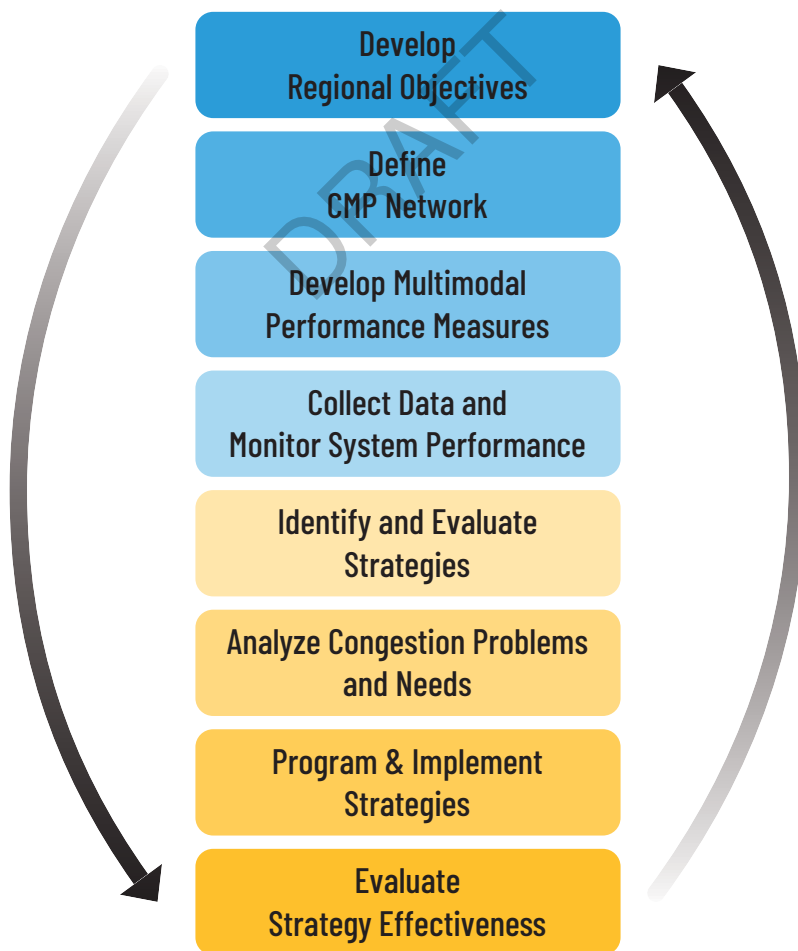 Develop
Regional Objectives
DRAFT
Define
CMP Network
Develop Multimodal
Performance Measures
Collect Data and
Monitor System Performance
Identify and Evaluate
Strategies
Analyze Congestion Problems
and Needs
Program & Implement
Strategies
Evaluate
Strategy Effectiveness